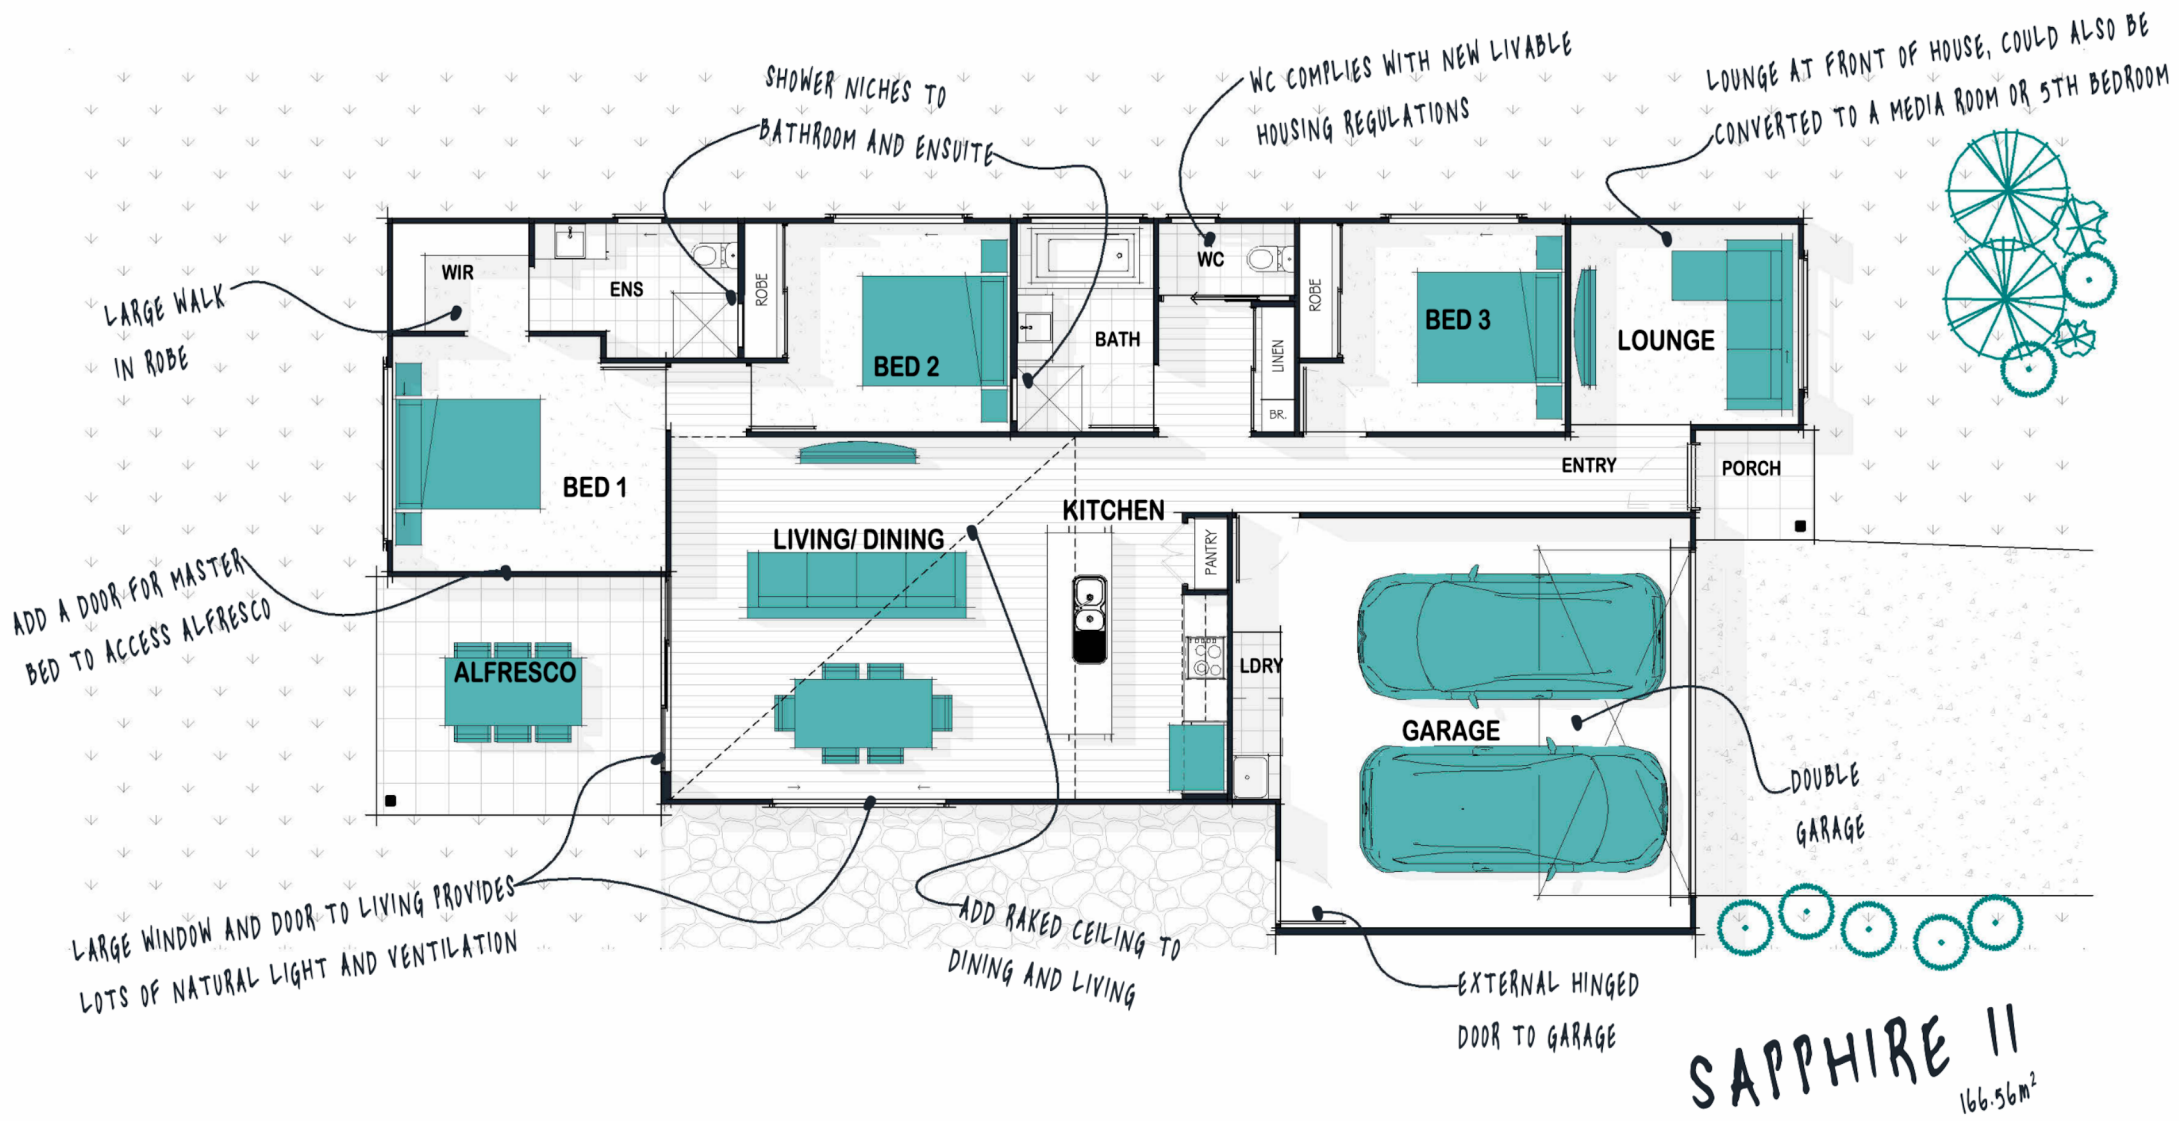 SHOWER NICHES TO
BATHROOM AND ENSUITE
WC COMPLIES WITH NEW LIVABLE
HOUSING REGULATIONS
LOUNGE AT FRONT OF HOUSE, COULD ALSO BE
CONVERTED TO A MEDIA ROOM OR 5TH BEDROOM
LARGE WALK
IN ROBE
WIR
ENS
ROBE
BED 2
BATH
WC
LINEN
BR.
ROBE
BED 3
LOUNGE
BED 1
ENTRY
PORCH
LIVING/ DINING
KITCHEN
PANTRY
ADD A DOOR FOR MASTER
BED TO ACCESS ALFRESCO
ALFRESCO
LDRY
GARAGE
DOUBLE
GARAGE
LARGE WINDOW AND DOOR TO LIVING PROVIDES
LOTS OF NATURAL LIGHT AND VENTILATION
ADD RAKED CEILING TO
DINING AND LIVING
EXTERNAL HINGED
DOOR TO GARAGE
SAPPHIRE II
166.56m²